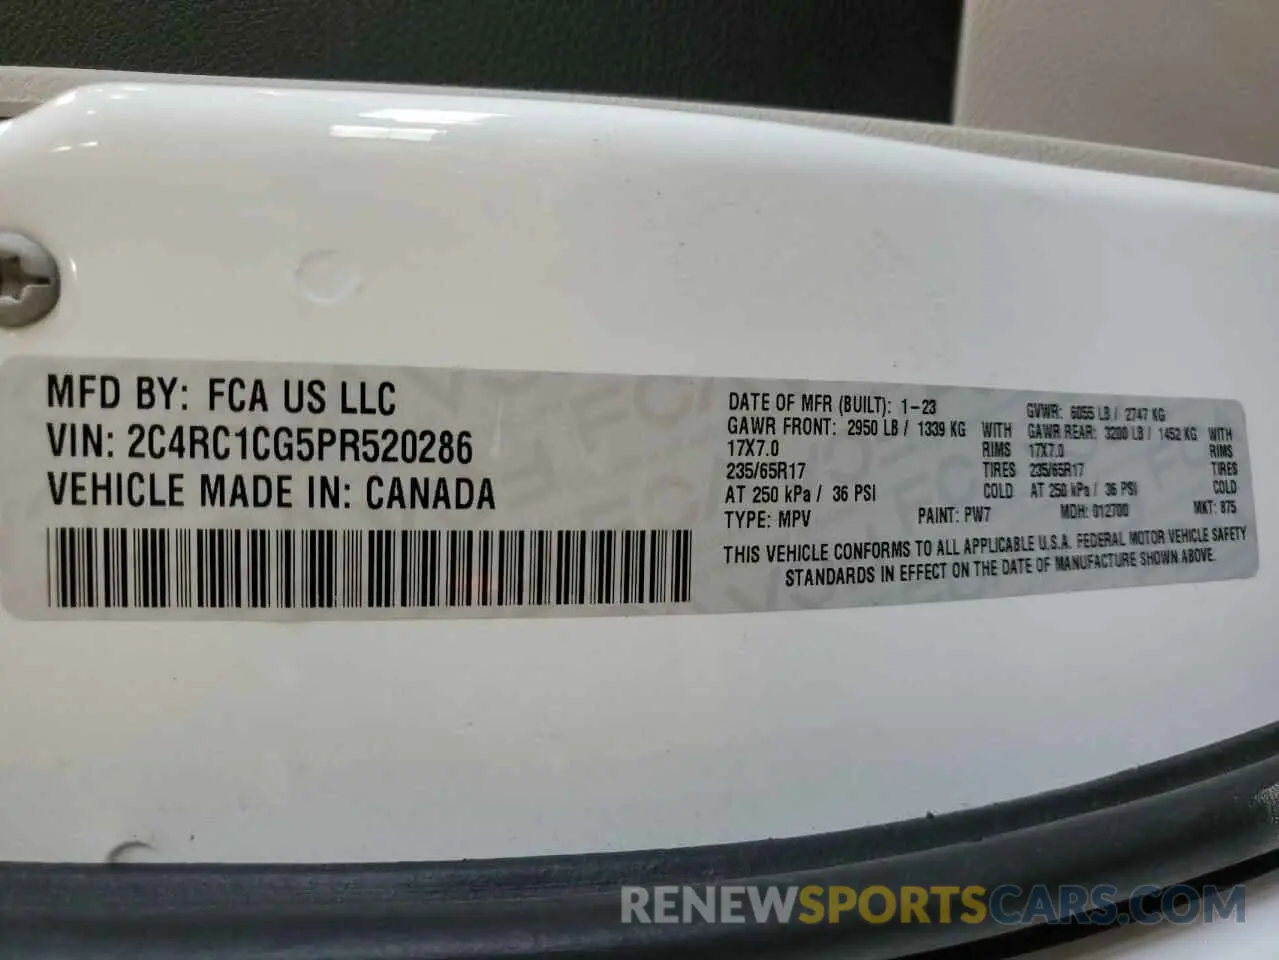 MFD BY: FCA US LLC
VIN: 2C4RC1CG5PR520286
VEHICLE MADE IN: CANADA
DATE OF MFR (BUILT): 1-23 GVWR: 6055 LB / 2747 KG
GAWR FRONT: 2950 LB / 1339 KG WITH GAWR REAR: 3200 LB / 1452 KG WITH
17X7.0 RIMS 17X7.0 RIMS
235/65R17 TIRES 235/65R17 TIRES
AT 250 kPa / 36 PSI COLD AT 250 kPa / 36 PSI COLD
TYPE: MPV PAINT: PW7 MDH: 012700 MKT: 875
THIS VEHICLE CONFORMS TO ALL APPLICABLE U.S.A. FEDERAL MOTOR VEHICLE SAFETY
STANDARDS IN EFFECT ON THE DATE OF MANUFACTURE SHOWN ABOVE.
RENEWSPORTSCARS.COM